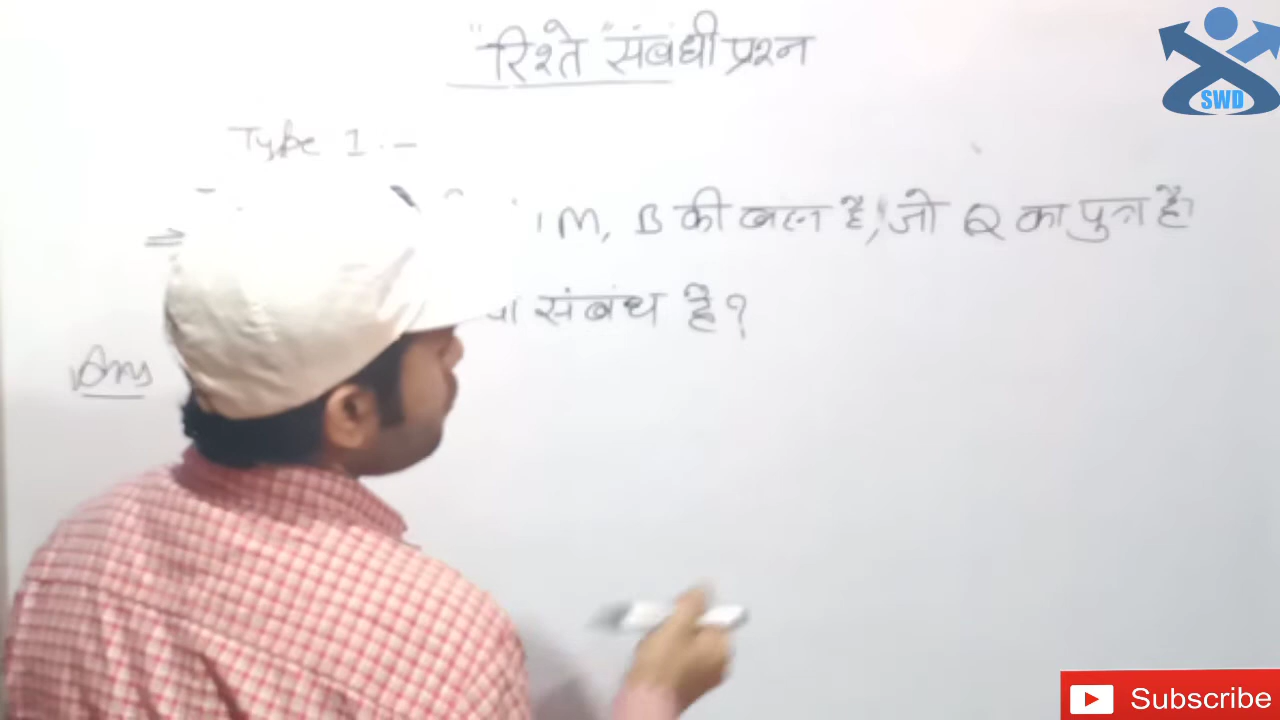 "रिश्ते" संबंधी प्रश्न
SWD
Type 1 :-
⇒ M, B की बहन है, जो Q का पुत्र है।
संबंध है?
Ans
Subscribe